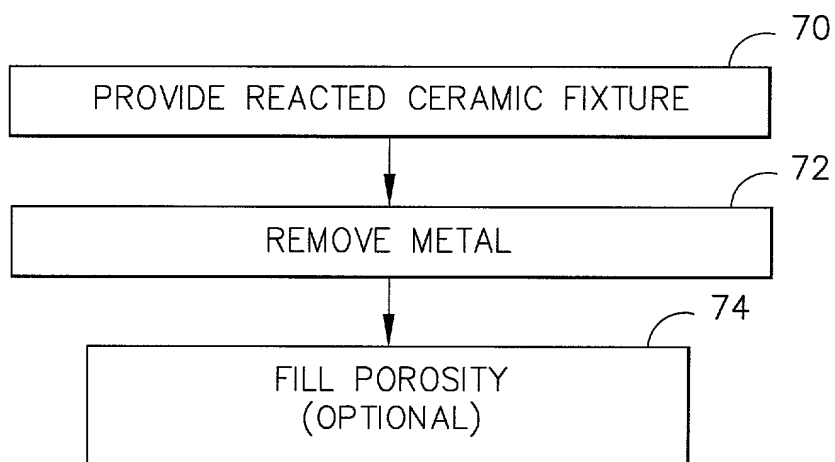 70
PROVIDE REACTED CERAMIC FIXTURE
72
REMOVE METAL
74
FILL POROSITY
(OPTIONAL)